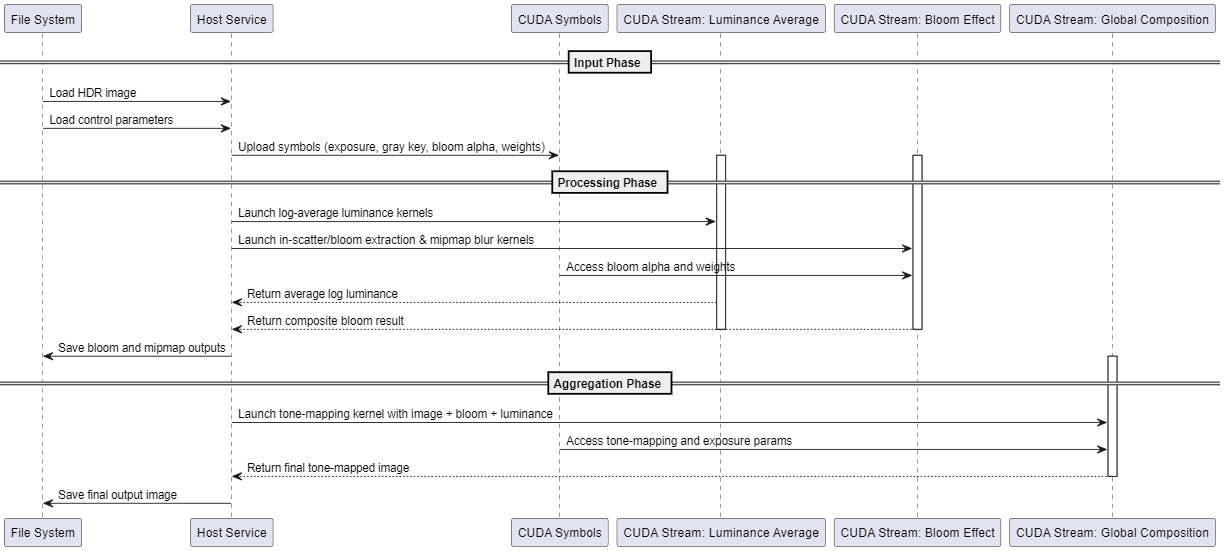 File System
Host Service
CUDA Symbols
CUDA Stream: Luminance Average
CUDA Stream: Bloom Effect
CUDA Stream: Global Composition
Input Phase
Load HDR image
Load control parameters
Upload symbols (exposure, gray key, bloom alpha, weights)
Processing Phase
Launch log-average luminance kernels
Launch in-scatter/bloom extraction & mipmap blur kernels
Access bloom alpha and weights
Return average log luminance
Return composite bloom result
Save bloom and mipmap outputs
Aggregation Phase
Launch tone-mapping kernel with image + bloom + luminance
Access tone-mapping and exposure params
Return final tone-mapped image
Save final output image
File System
Host Service
CUDA Symbols
CUDA Stream: Luminance Average
CUDA Stream: Bloom Effect
CUDA Stream: Global Composition